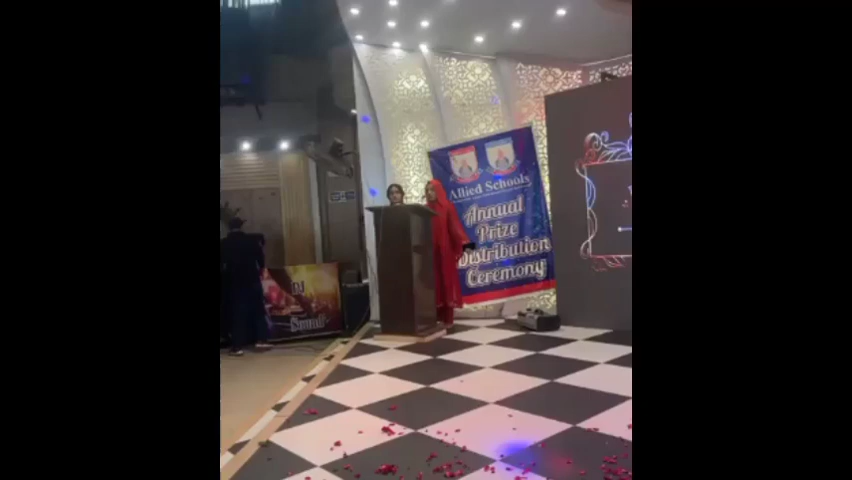 Allied Schools
Annual
Prize
Distribution
Ceremony
DJ
Sound